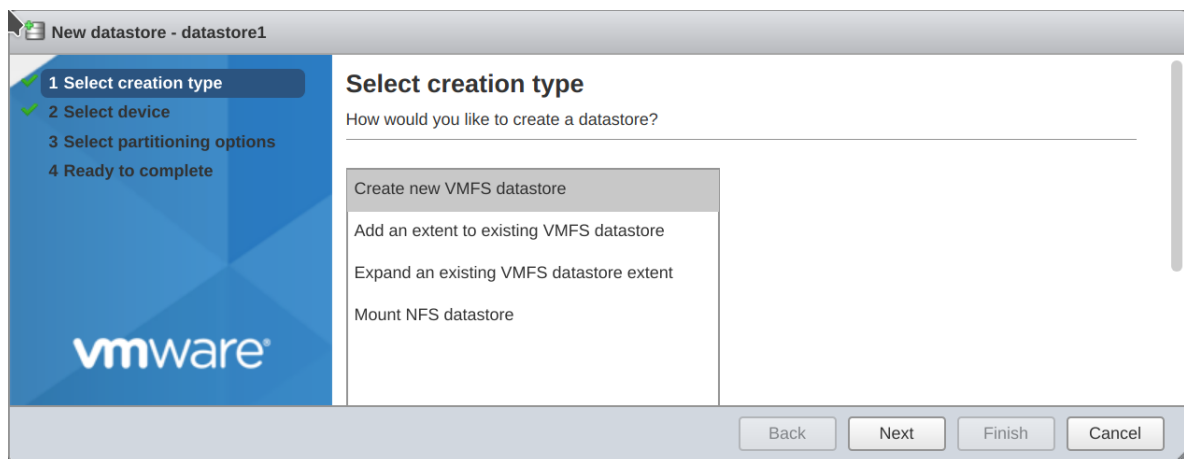 New datastore - datastore1
1 Select creation type
2 Select device
3 Select partitioning options
4 Ready to complete
vmware®
Select creation type
How would you like to create a datastore?
Create new VMFS datastore
Add an extent to existing VMFS datastore
Expand an existing VMFS datastore extent
Mount NFS datastore
Back
Next
Finish
Cancel